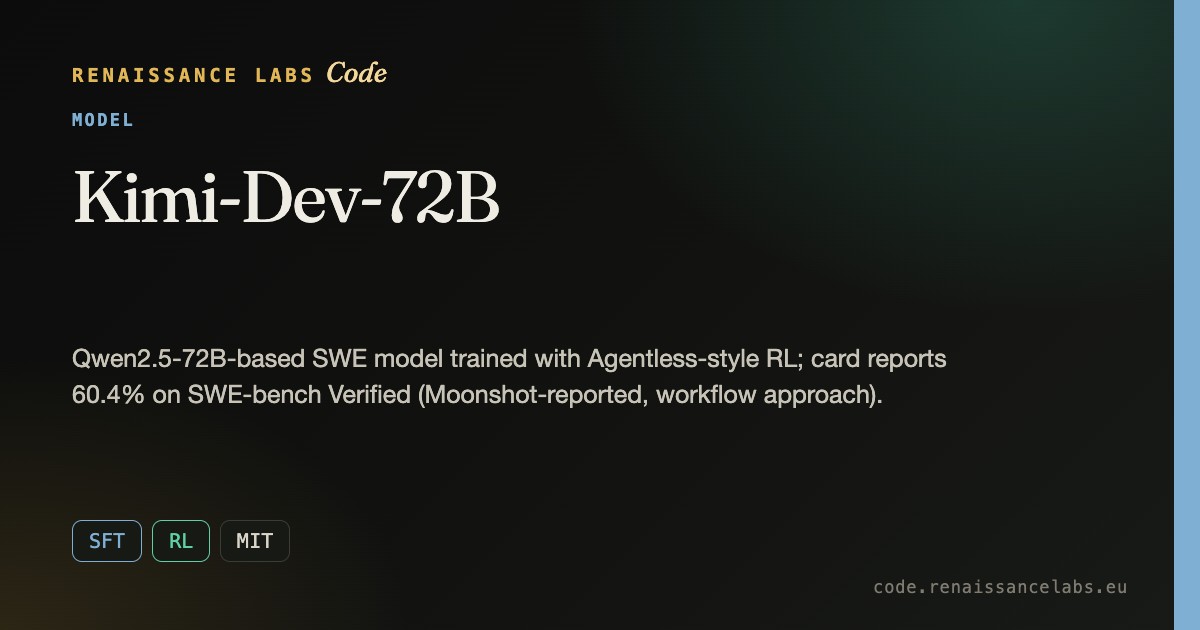 RENAISSANCE LABS Code
MODEL
Kimi-Dev-72B
Qwen2.5-72B-based SWE model trained with Agentless-style RL; card reports
60.4% on SWE-bench Verified (Moonshot-reported, workflow approach).
SFT RL MIT
code.renaissancelabs.eu